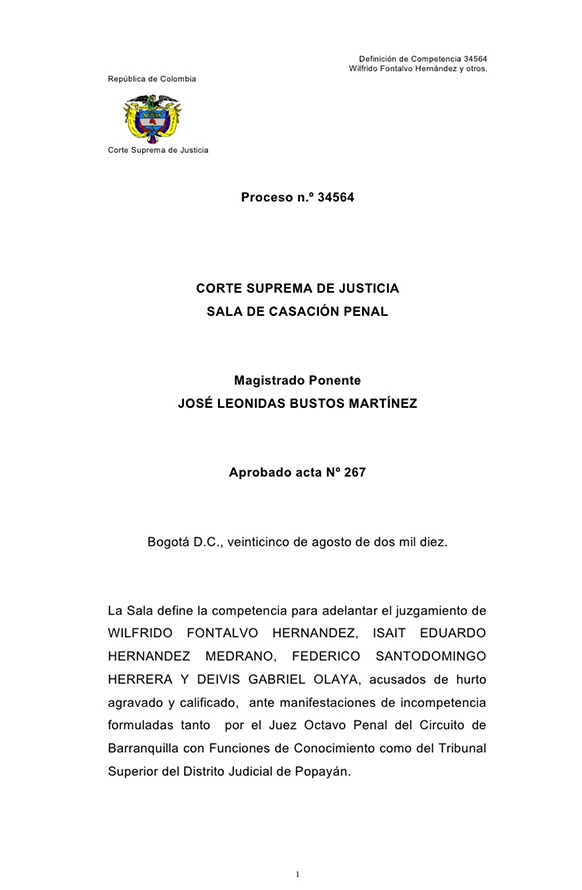 Definición de Competencia 34564
Wilfrido Fontalvo Hernández y otros.
República de Colombia
Corte Suprema de Justicia
Proceso n.º 34564
CORTE SUPREMA DE JUSTICIA
SALA DE CASACIÓN PENAL
Magistrado Ponente
JOSÉ LEONIDAS BUSTOS MARTÍNEZ
Aprobado acta Nº 267
Bogotá D.C., veinticinco de agosto de dos mil diez.
La Sala define la competencia para adelantar el juzgamiento de
WILFRIDO FONTALVO HERNANDEZ, ISAIT EDUARDO
HERNANDEZ MEDRANO, FEDERICO SANTODOMINGO
HERRERA Y DEIVIS GABRIEL OLAYA, acusados de hurto
agravado y calificado, ante manifestaciones de incompetencia
formuladas tanto por el Juez Octavo Penal del Circuito de
Barranquilla con Funciones de Conocimiento como del Tribunal
Superior del Distrito Judicial de Popayán.
1